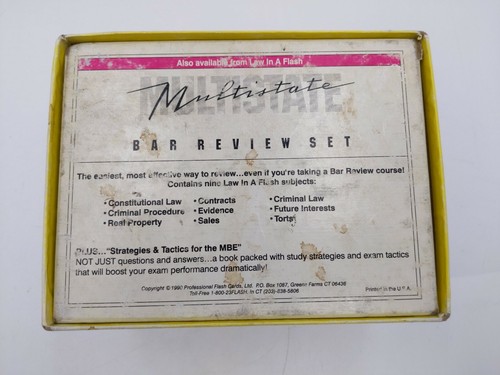 Also available from Law In A Flash
MULTISTATE
Multistate
BAR REVIEW SET
The easiest, most effective way to review...even if you're taking a Bar Review course!
Contains nine Law In A Flash subjects:
• Constitutional Law • Contracts • Criminal Law
• Criminal Procedure • Evidence • Future Interests
• Real Property • Sales • Torts
PLUS..."Strategies & Tactics for the MBE"
NOT JUST questions and answers...a book packed with study strategies and exam tactics
that will boost your exam performance dramatically!
Copyright © 1990 Professional Flash Cards, Ltd. P.O. Box 1067, Green Farms CT 06436
Toll Free 1-800-23FLASH, In CT (203)-838-5806
Printed in the U.S.A.